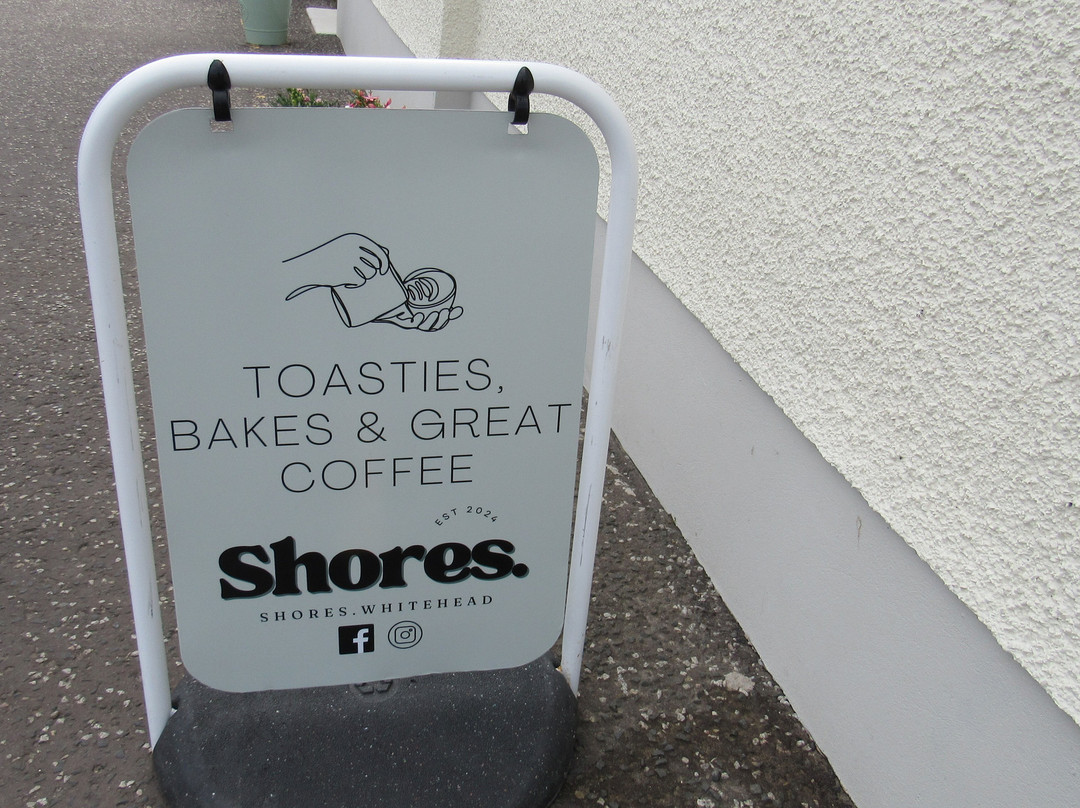 TOASTIES,
BAKES & GREAT
COFFEE
EST 2024
Shores.
SHORES.WHITEHEAD